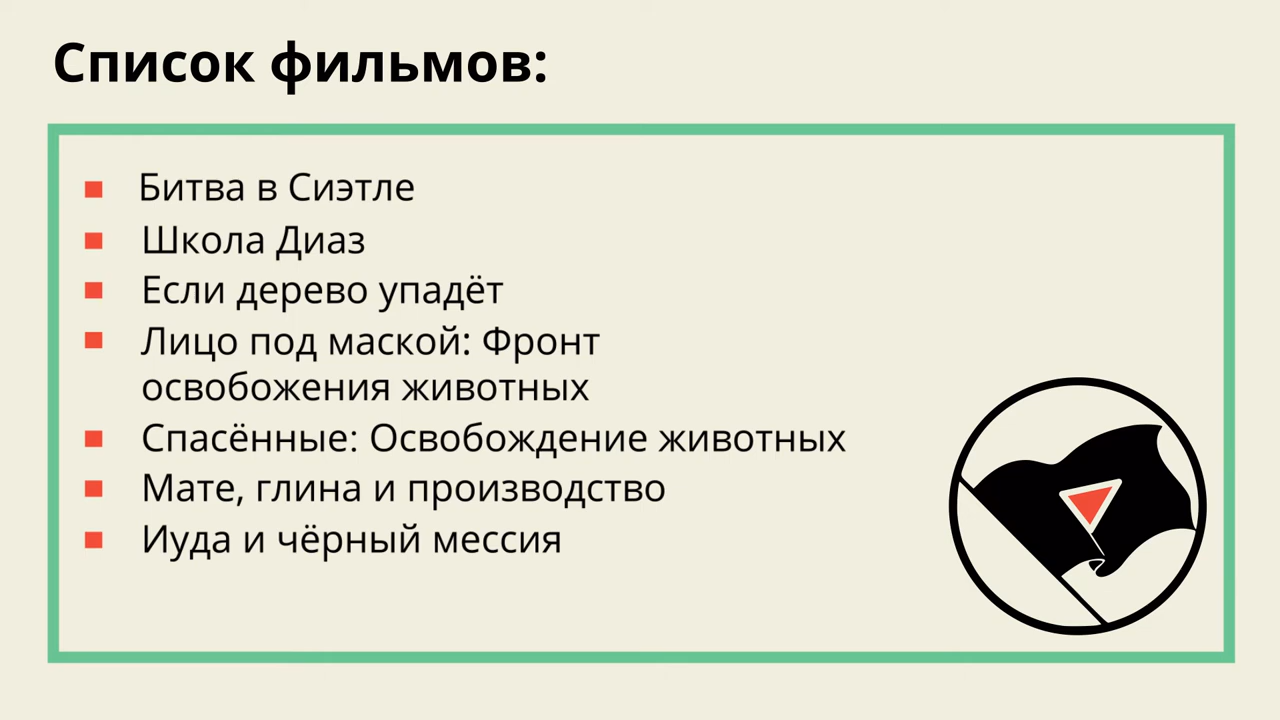 Список фильмов:
Битва в Сиэтле
Школа Диаз
Если дерево упадёт
Лицо под маской: Фронт
освобожения животных
Спасённые: Освобождение животных
Мате, глина и производство
Иуда и чёрный мессия